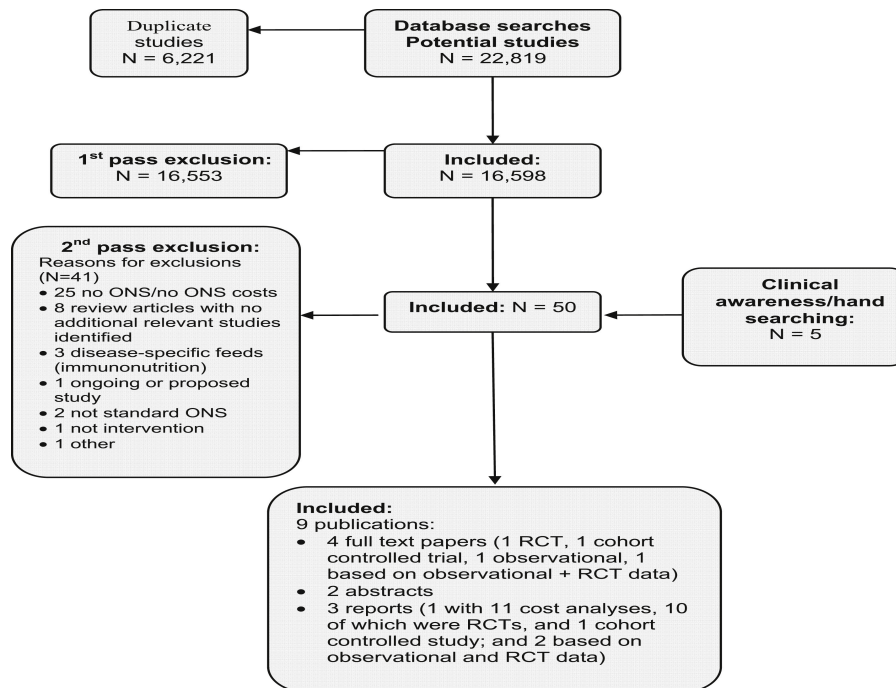 Duplicate
studies
N = 6,221
Database searches
Potential studies
N = 22,819
1st pass exclusion:
N = 16,553
Included:
N = 16,598
2nd pass exclusion:
Reasons for exclusions
(N=41)
• 25 no ONS/no ONS costs
• 8 review articles with no
additional relevant studies
identified
• 3 disease-specific feeds
(immunonutrition)
• 1 ongoing or proposed
study
• 2 not standard ONS
• 1 not intervention
• 1 other
Included: N = 50
Clinical
awareness/hand
searching:
N = 5
Included:
9 publications:
• 4 full text papers (1 RCT, 1 cohort
controlled trial, 1 observational, 1
based on observational + RCT data)
• 2 abstracts
• 3 reports (1 with 11 cost analyses, 10
of which were RCTs, and 1 cohort
controlled study; and 2 based on
observational and RCT data)